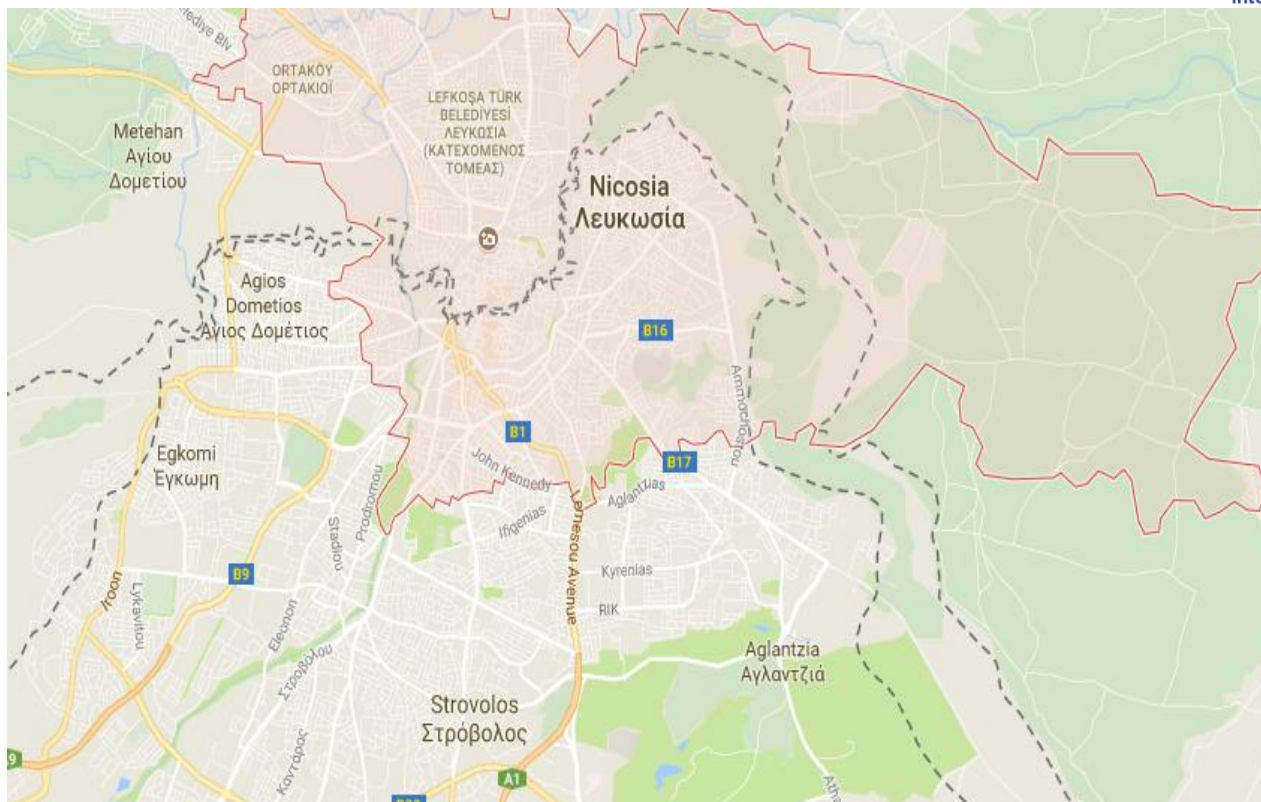 ORTAKÖY
ΟΡΤΑΚΙΟΪ
LEFKOŞA TÜRK
BELEDİYESİ
ΛΕΥΚΩΣΙΑ
(ΚΑΤΕΧΟΜΕΝΟΣ
ΤΟΜΕΑΣ)
Metehan
Αγίου
Δομετίου
Nicosia
Λευκωσία
Agios
Dometios
Άγιος Δομέτιος
B16
Ammochostou
B1
Egkomi
Έγκωμη
John Kennedy
B17
Aglantzias
Prodromou
Ifigenias
Stadiou
Lemesou Avenue
B9
Kyrenias
Iroon
Lykavitou
RIK
Eleonon
Στροβόλου
Aglantzia
Αγλαντζιά
Strovolos
Στρόβολος
Καντάρας
A1